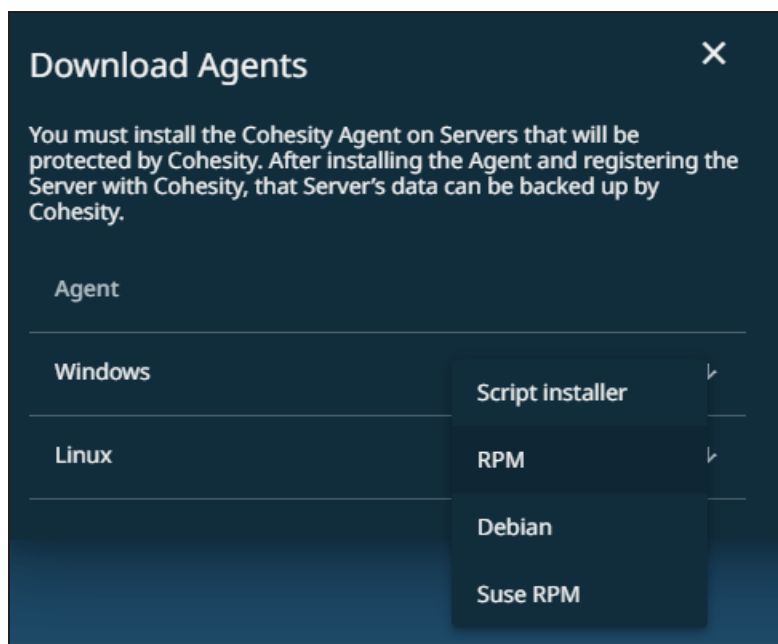 Download Agents
You must install the Cohesity Agent on Servers that will be
protected by Cohesity. After installing the Agent and registering the
Server with Cohesity, that Server's data can be backed up by
Cohesity.
Agent
Windows
Script installer
Linux
RPM
Debian
Suse RPM